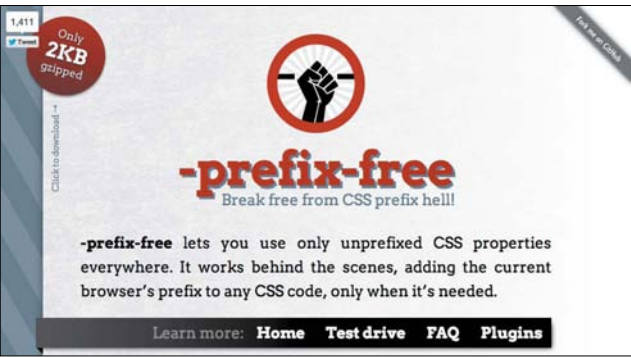 1,411
Tweet
Only
2KB
gzipped
Click to download →
Fork me on GitHub
-prefix-free
Break free from CSS prefix hell!
-prefix-free lets you use only unprefixed CSS properties
everywhere. It works behind the scenes, adding the current
browser's prefix to any CSS code, only when it's needed.
Learn more: Home Test drive FAQ Plugins